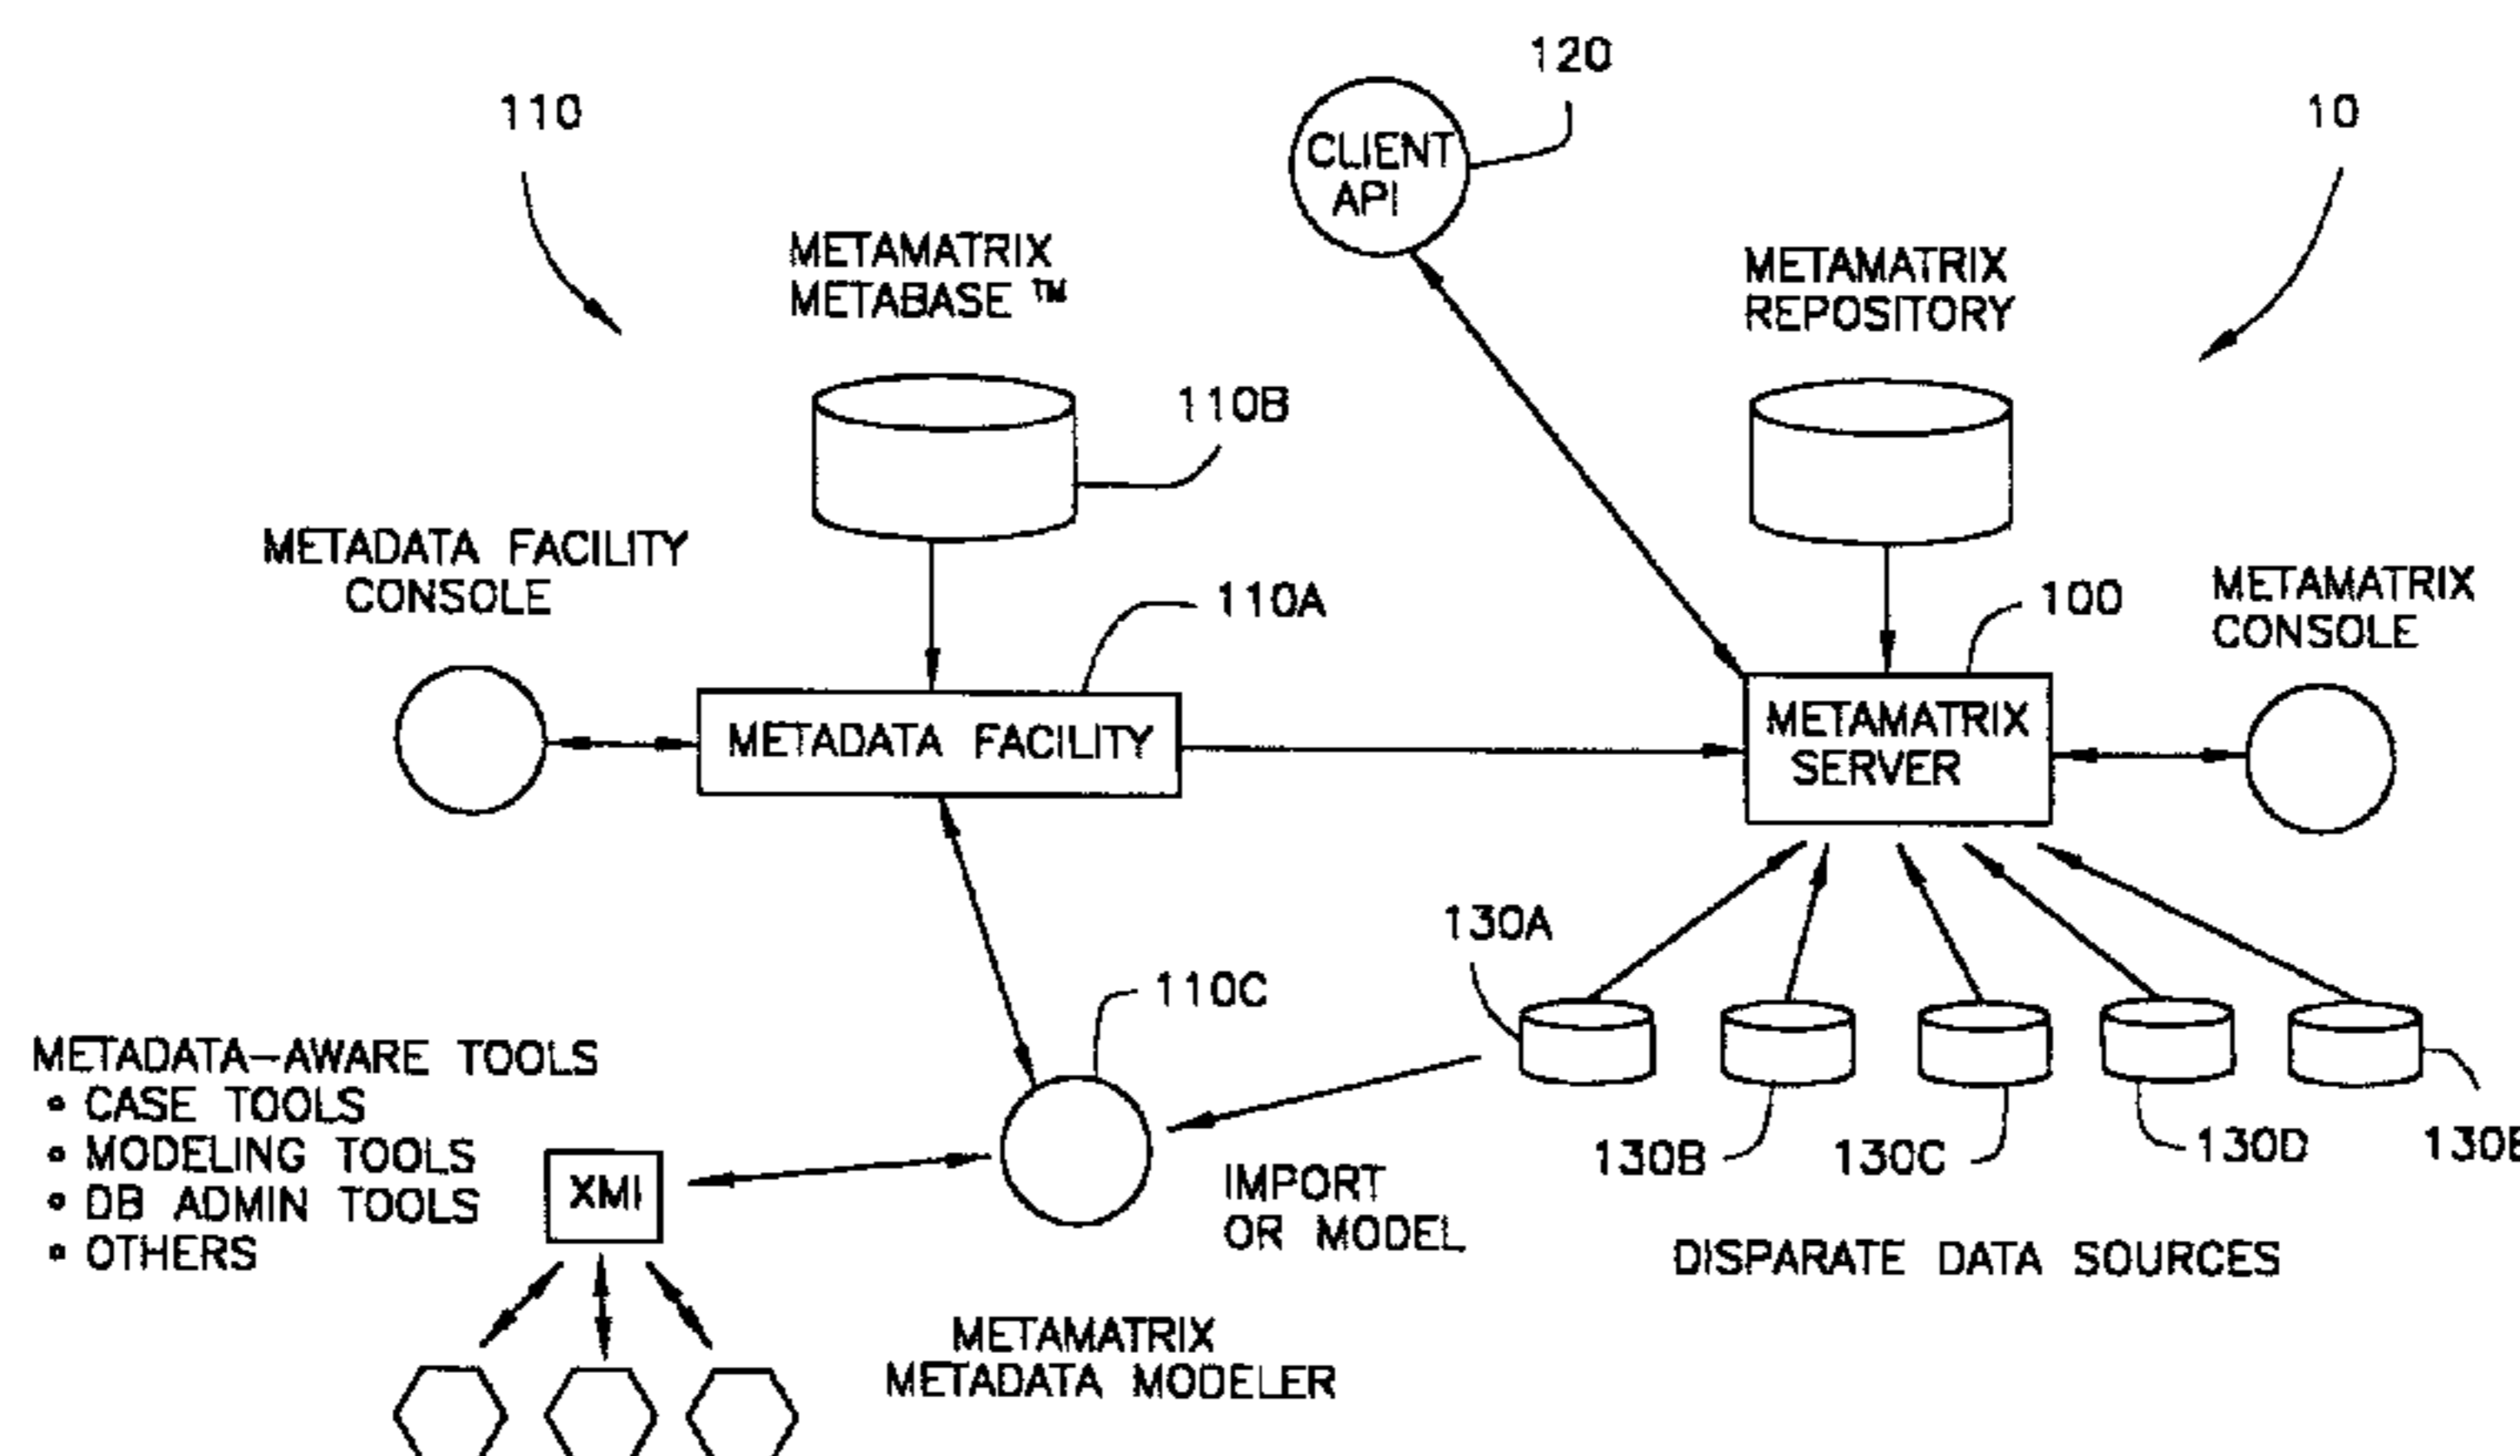 120
110
10
CLIENT
API
METAMATRIX
METABASE ™
METAMATRIX
REPOSITORY
110B
METADATA FACILITY
CONSOLE
110A
100
METAMATRIX
CONSOLE
METADATA FACILITY
METAMATRIX
SERVER
130A
110C
METADATA-AWARE TOOLS
• CASE TOOLS
• MODELING TOOLS
• DB ADMIN TOOLS
• OTHERS
XMI
IMPORT
OR MODEL
130B
130C
130D
130E
DISPARATE DATA SOURCES
METAMATRIX
METADATA MODELER